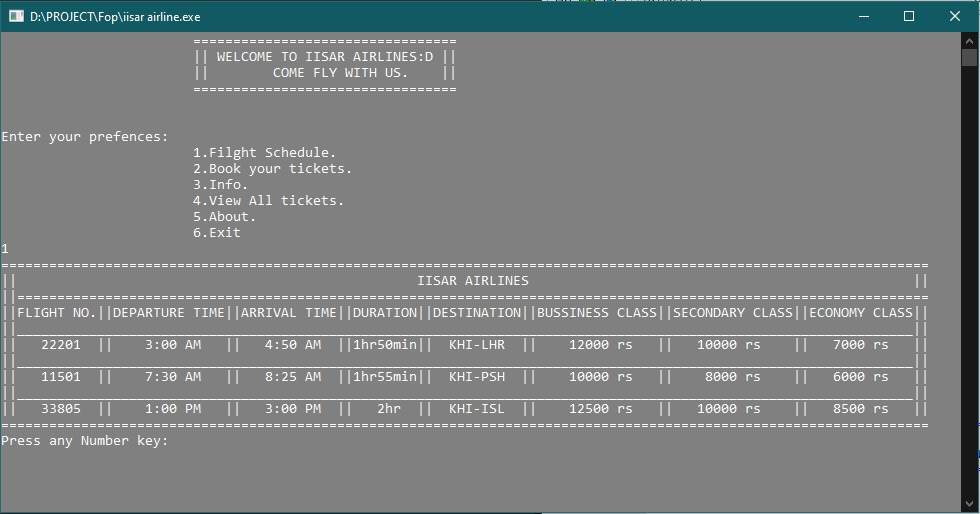 D:\PROJECT\Fop\iisar airline.exe
=================================
|| WELCOME TO IISAR AIRLINES:D ||
||        COME FLY WITH US.    ||
=================================
Enter your prefences:
1.Filght Schedule.
2.Book your tickets.
3.Info.
4.View All tickets.
5.About.
6.Exit
1
====================================================================================================================
||                                                  IISAR AIRLINES                                                ||
||==================================================================================================================
||FLIGHT NO.||DEPARTURE TIME||ARRIVAL TIME||DURATION||DESTINATION||BUSSINESS CLASS||SECONDARY CLASS||ECONOMY CLASS||
||________________________________________________________________________________________________________________||
||   22201  ||    3:00 AM   ||   4:50 AM  ||1hr50min||  KHI-LHR  ||    12000 rs   ||   10000 rs    ||   7000 rs   ||
||________________________________________________________________________________________________________________||
||   11501  ||    7:30 AM   ||   8:25 AM  ||1hr55min||  KHI-PSH  ||    10000 rs   ||    8000 rs    ||   6000 rs   ||
||________________________________________________________________________________________________________________||
||   33805  ||    1:00 PM   ||   3:00 PM  ||   2hr  ||  KHI-ISL  ||    12500 rs   ||   10000 rs    ||   8500 rs   ||
====================================================================================================================
Press any Number key: